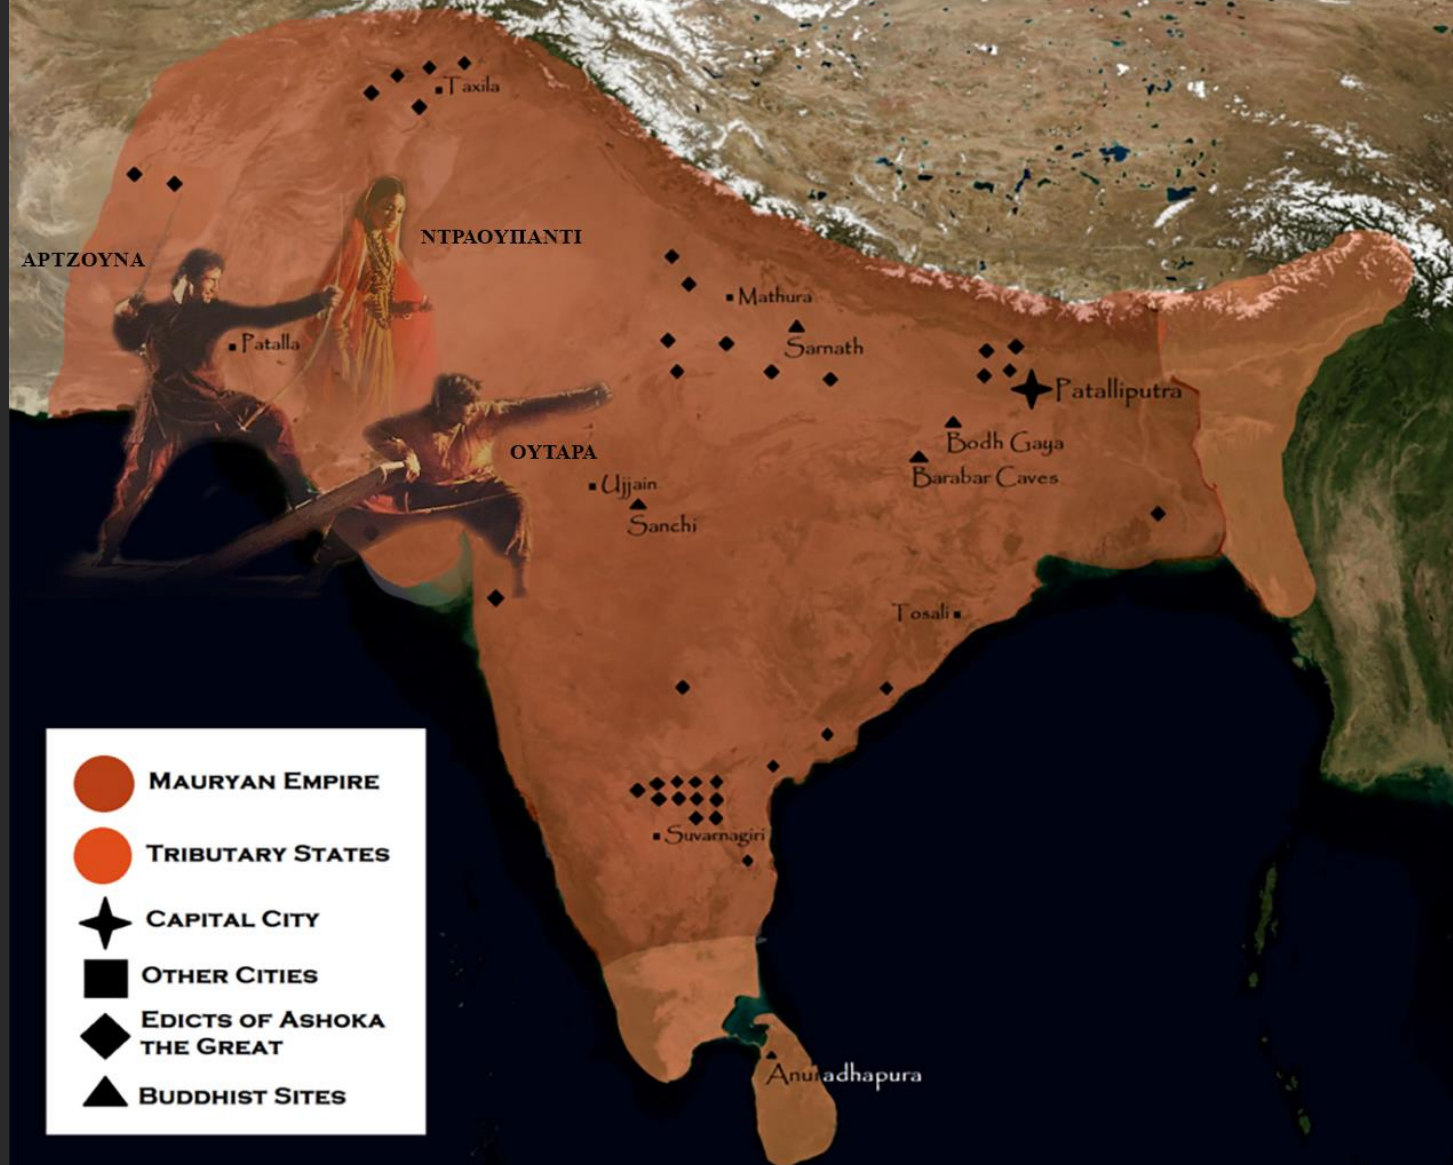 Taxila
ΝΤΡΑΟΥΠΑΝΤΙ
ΑΡΤΖΟΥΝΑ
Mathura
Patalla
Sarnath
Patalliputra
Bodh Gaya
ΟΥΤΑΡΑ
Barabar Caves
Ujjain
Sanchi
Tosali
MAURYAN EMPIRE
Suvarnagiri
TRIBUTARY STATES
CAPITAL CITY
OTHER CITIES
EDICTS OF ASHOKA
THE GREAT
Anuradhapura
BUDDHIST SITES